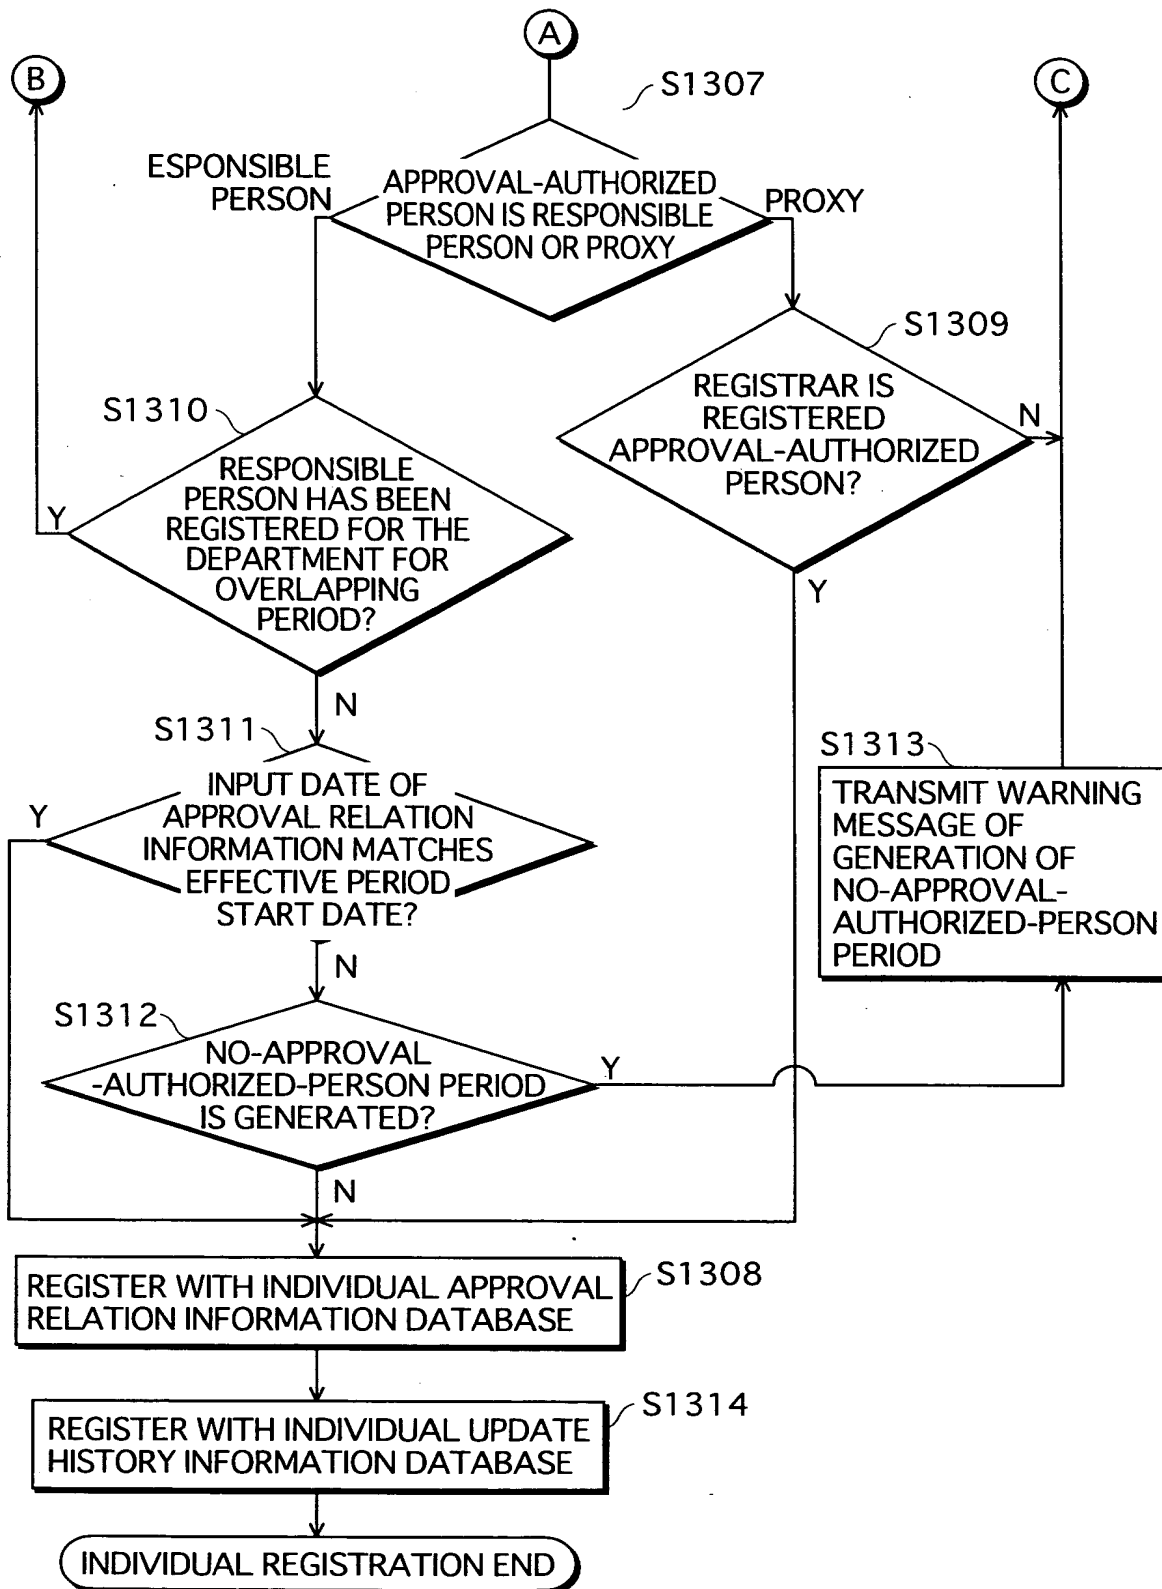 A
B
C
S1307
ESPONSIBLE
PERSON
APPROVAL-AUTHORIZED
PERSON IS RESPONSIBLE
PERSON OR PROXY
PROXY
S1309
REGISTRAR IS
REGISTERED
APPROVAL-AUTHORIZED
PERSON?
N
Y
S1310
RESPONSIBLE
PERSON HAS BEEN
REGISTERED FOR THE
DEPARTMENT FOR
OVERLAPPING
PERIOD?
Y
N
S1311
INPUT DATE OF
APPROVAL RELATION
INFORMATION MATCHES
EFFECTIVE PERIOD
START DATE?
Y
N
S1313
TRANSMIT WARNING
MESSAGE OF
GENERATION OF
NO-APPROVAL-
AUTHORIZED-PERSON
PERIOD
S1312
NO-APPROVAL
-AUTHORIZED-PERSON PERIOD
IS GENERATED?
Y
N
REGISTER WITH INDIVIDUAL APPROVAL
RELATION INFORMATION DATABASE
S1308
REGISTER WITH INDIVIDUAL UPDATE
HISTORY INFORMATION DATABASE
S1314
INDIVIDUAL REGISTRATION END